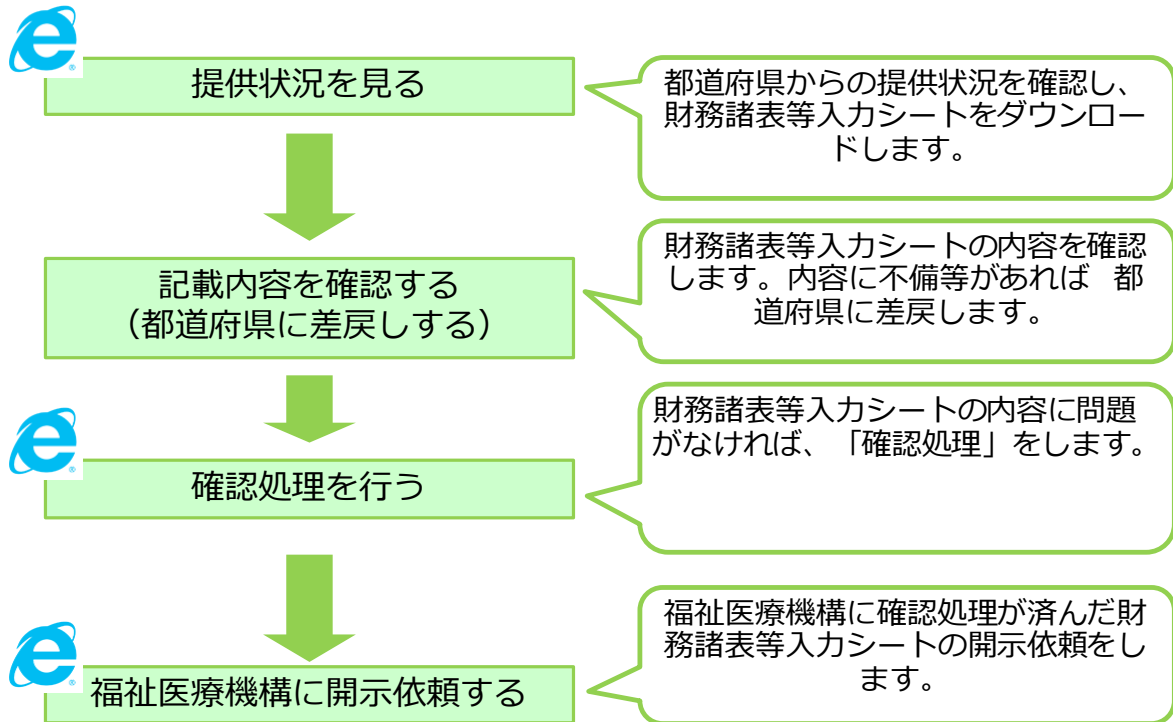 提供状況を見る
都道府県からの提供状況を確認し、
財務諸表等入力シートをダウンロー
ドします。
記載内容を確認する
（都道府県に差戻しする）
財務諸表等入力シートの内容を確認
します。内容に不備等があれば 都
道府県に差戻します。
確認処理を行う
財務諸表等入力シートの内容に問題
がなければ、「確認処理」をします。
福祉医療機構に開示依頼する
福祉医療機構に確認処理が済んだ財
務諸表等入力シートの開示依頼をし
ます。